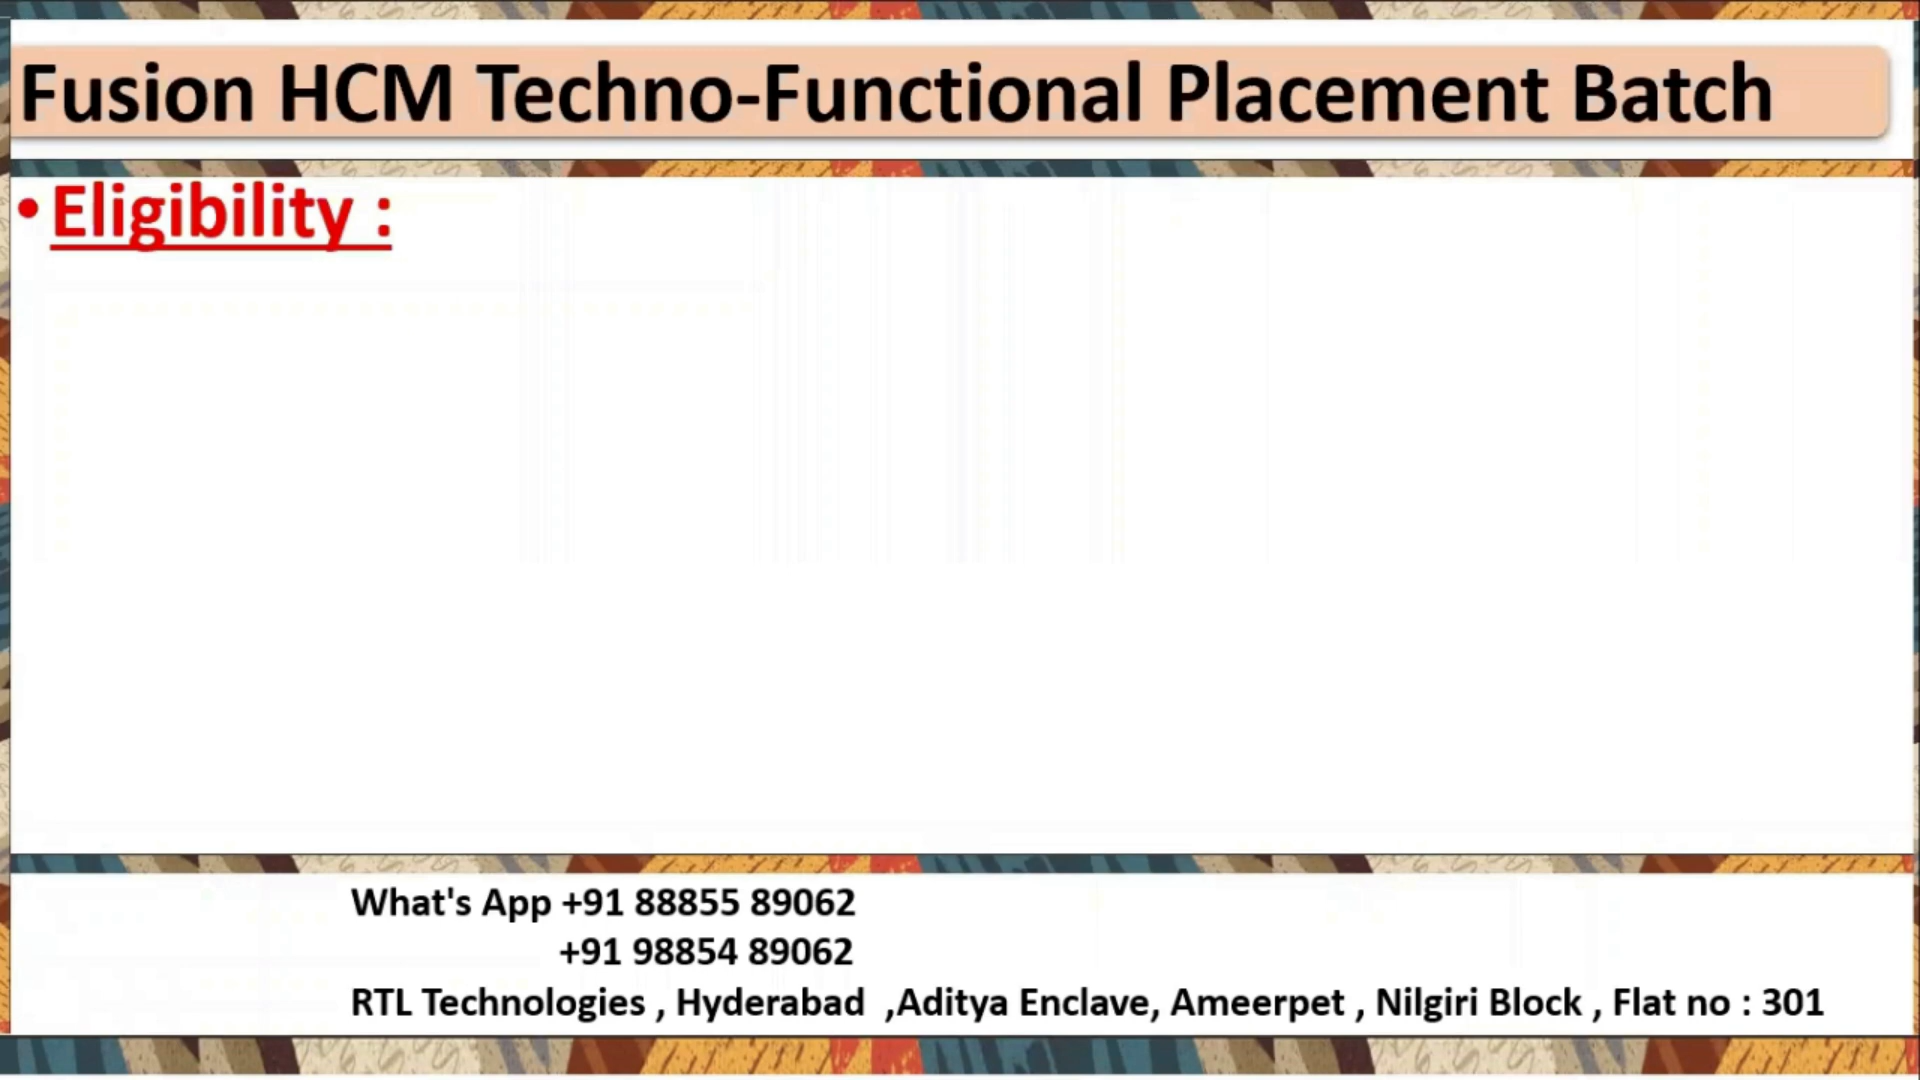 Fusion HCM Techno-Functional Placement Batch
• Eligibility :
What's App +91 88855 89062
+91 98854 89062
RTL Technologies , Hyderabad ,Aditya Enclave, Ameerpet , Nilgiri Block , Flat no : 301